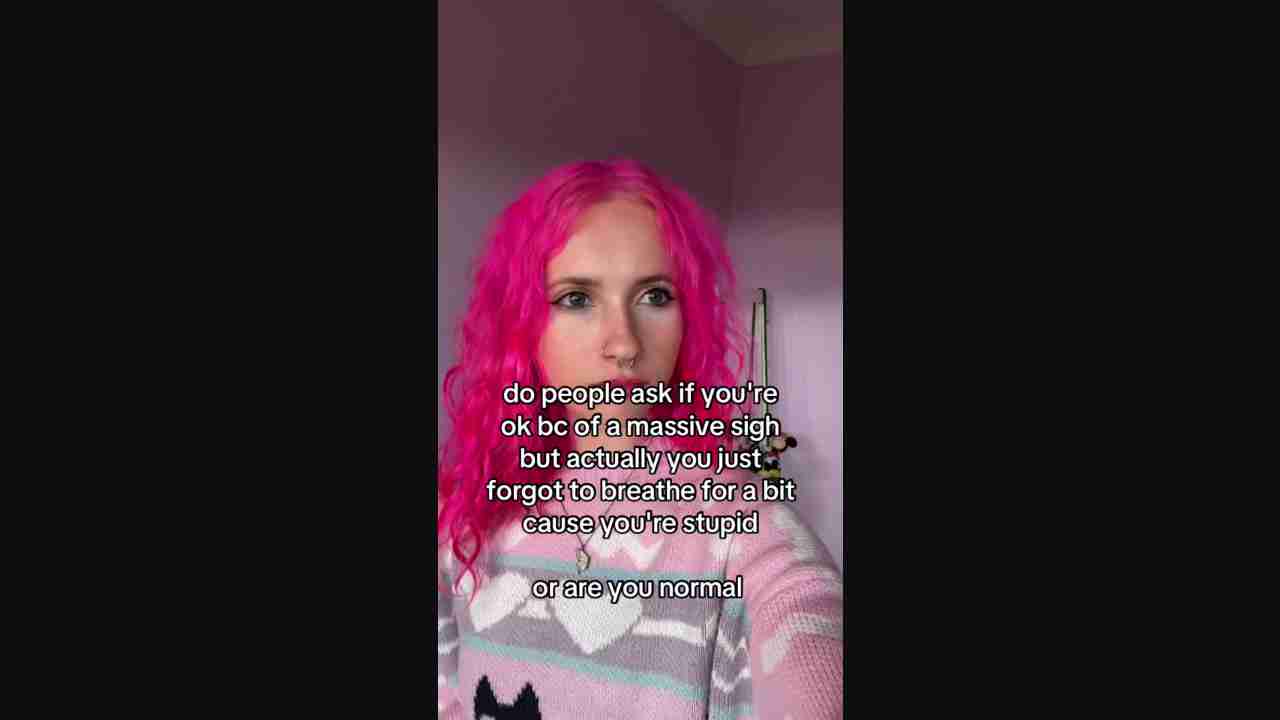 do people ask if you're
ok bc of a massive sigh
but actually you just
forgot to breathe for a bit
cause you're stupid
or are you normal